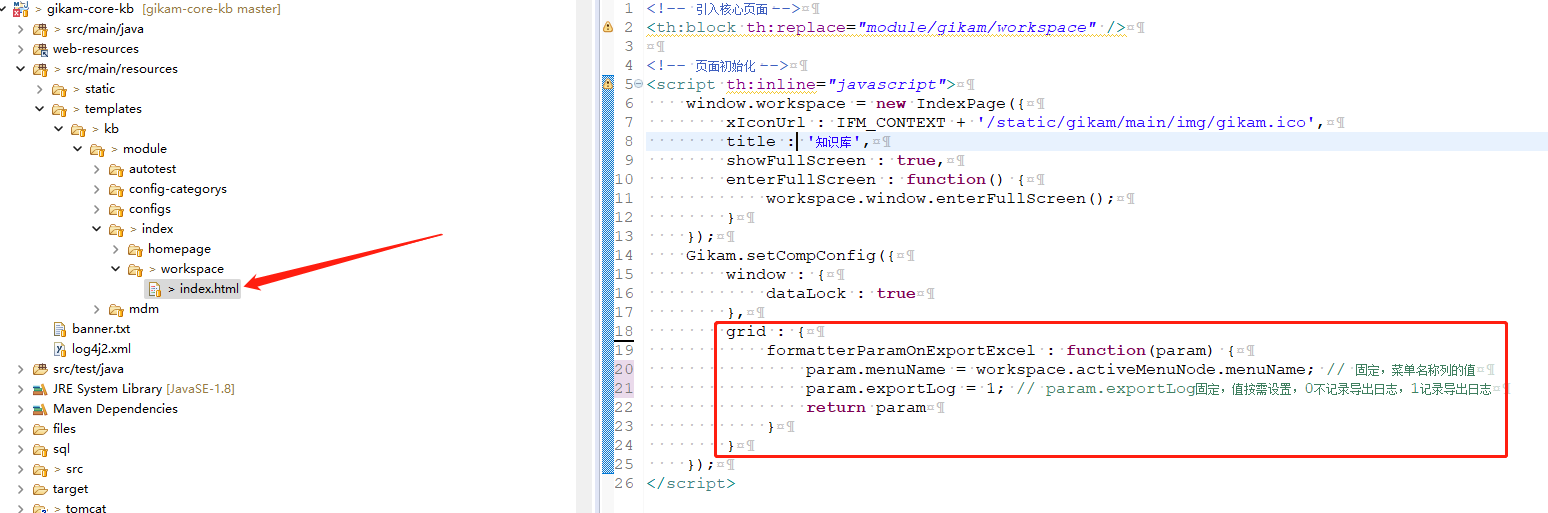 > gikam-core-kb [gikam-core-kb master]
> src/main/java
web-resources
> src/main/resources
> static
> templates
> kb
> module
autotest
config-categorys
configs
> index
homepage
> workspace
> index.html
mdm
banner.txt
log4j2.xml
src/test/java
JRE System Library [JavaSE-1.8]
Maven Dependencies
files
sql
> src
target
> tomcat
1 <!-- 引入核心页面 -->
2 <th:block th:replace="module/gikam/workspace" />
3
4 <!-- 页面初始化 -->
5 <script th:inline="javascript">
6 window.workspace = new IndexPage({
7 xIconUrl : IFM_CONTEXT + '/static/gikam/main/img/gikam.ico',
8 title : '知识库',
9 showFullScreen : true,
10 enterFullScreen : function() {
11 workspace.window.enterFullScreen();
12 }
13 });
14 Gikam.setCompConfig({
15 window : {
16 dataLock : true
17 },
18 grid : {
19 formatterParamOnExportExcel : function(param) {
20 param.menuName = workspace.activeMenuNode.menuName; // 固定，菜单名称列的值
21 param.exportLog = 1; // param.exportLog固定，值按需设置，0不记录导出日志，1记录导出日志
22 return param
23 }
24 }
25 });
26 </script>